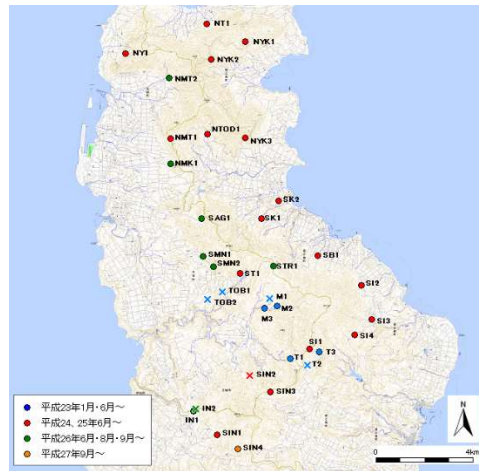 NT1
NYK1
NY1
NYK2
NMT2
NTOD1
NMT1
NYK3
NMK1
SK2
SAG1
SK1
SMN1
SB1
SMN2
STR1
ST1
SI2
TOB1
M1
TOB2
M2
M3
SI3
SI4
SI1
T3
T1
T2
SIN2
SIN3
IN2
IN1
SIN1
SIN4
平成23年1月・6月～
平成24、25年6月～
平成26年6月・8月・9月～
平成27年9月～
N
0 4km